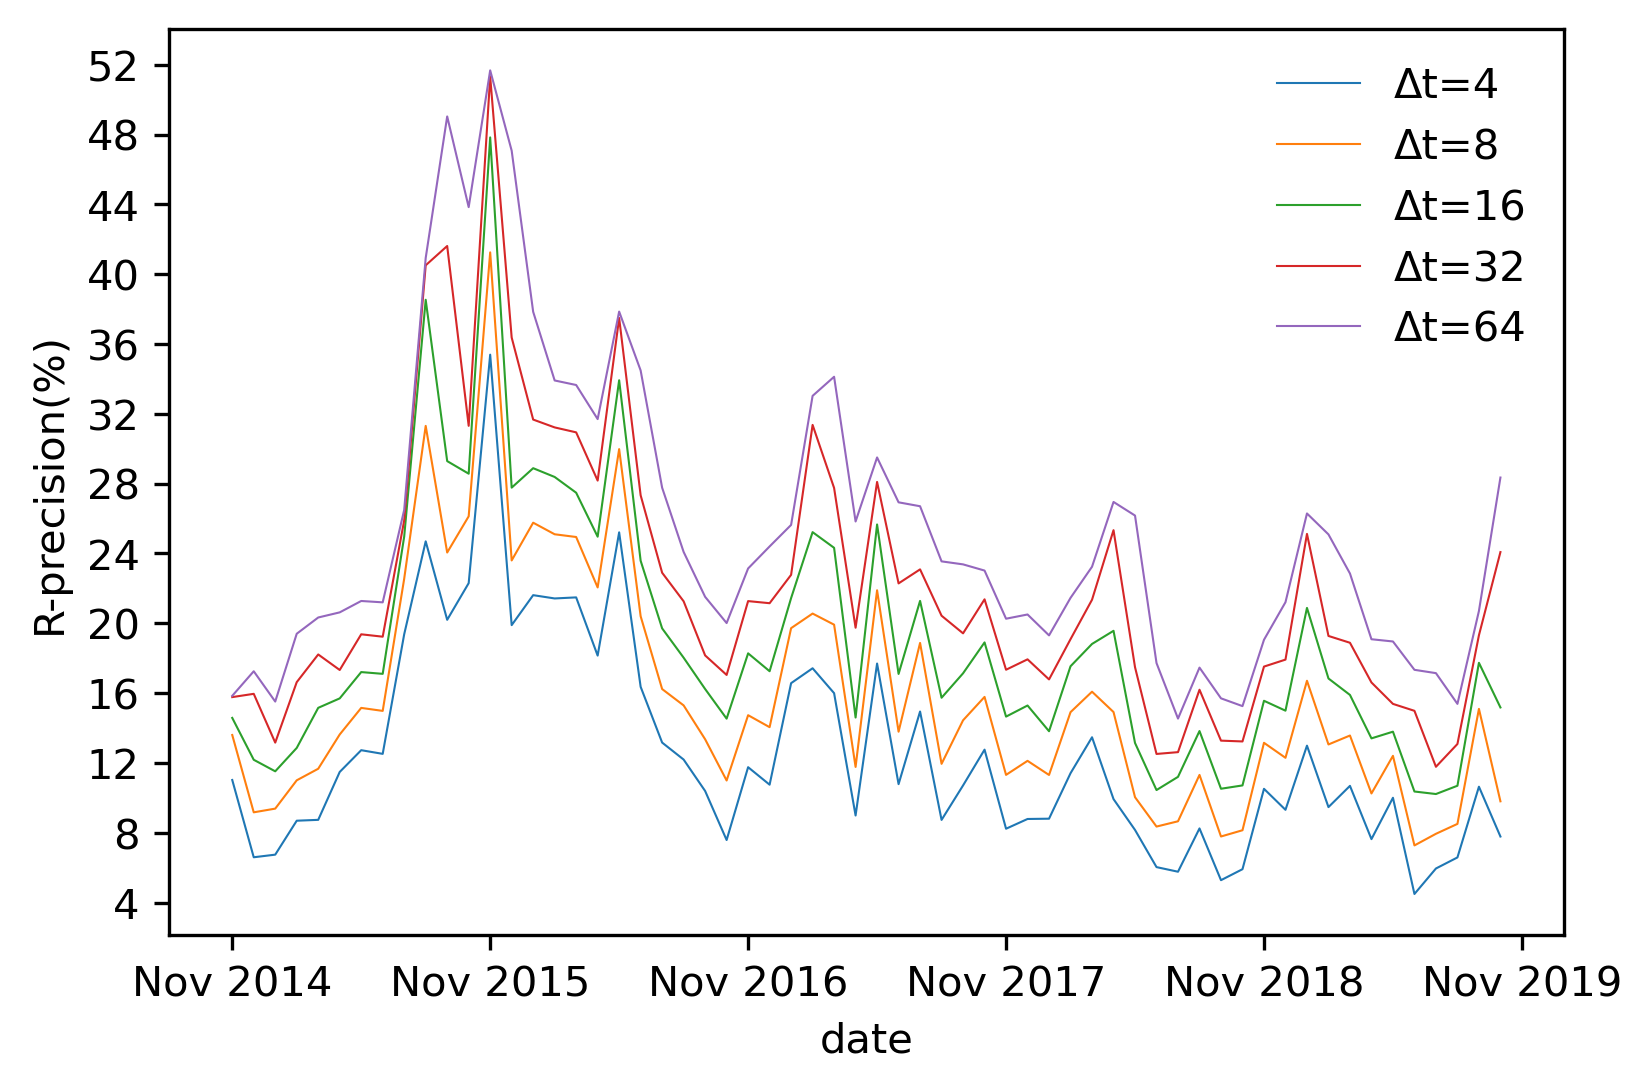 52
48
44
40
36
32
28
24
20
16
12
8
4
R-precision(%)
Δt=4
Δt=8
Δt=16
Δt=32
Δt=64
Nov 2014 Nov 2015 Nov 2016 Nov 2017 Nov 2018 Nov 2019
date